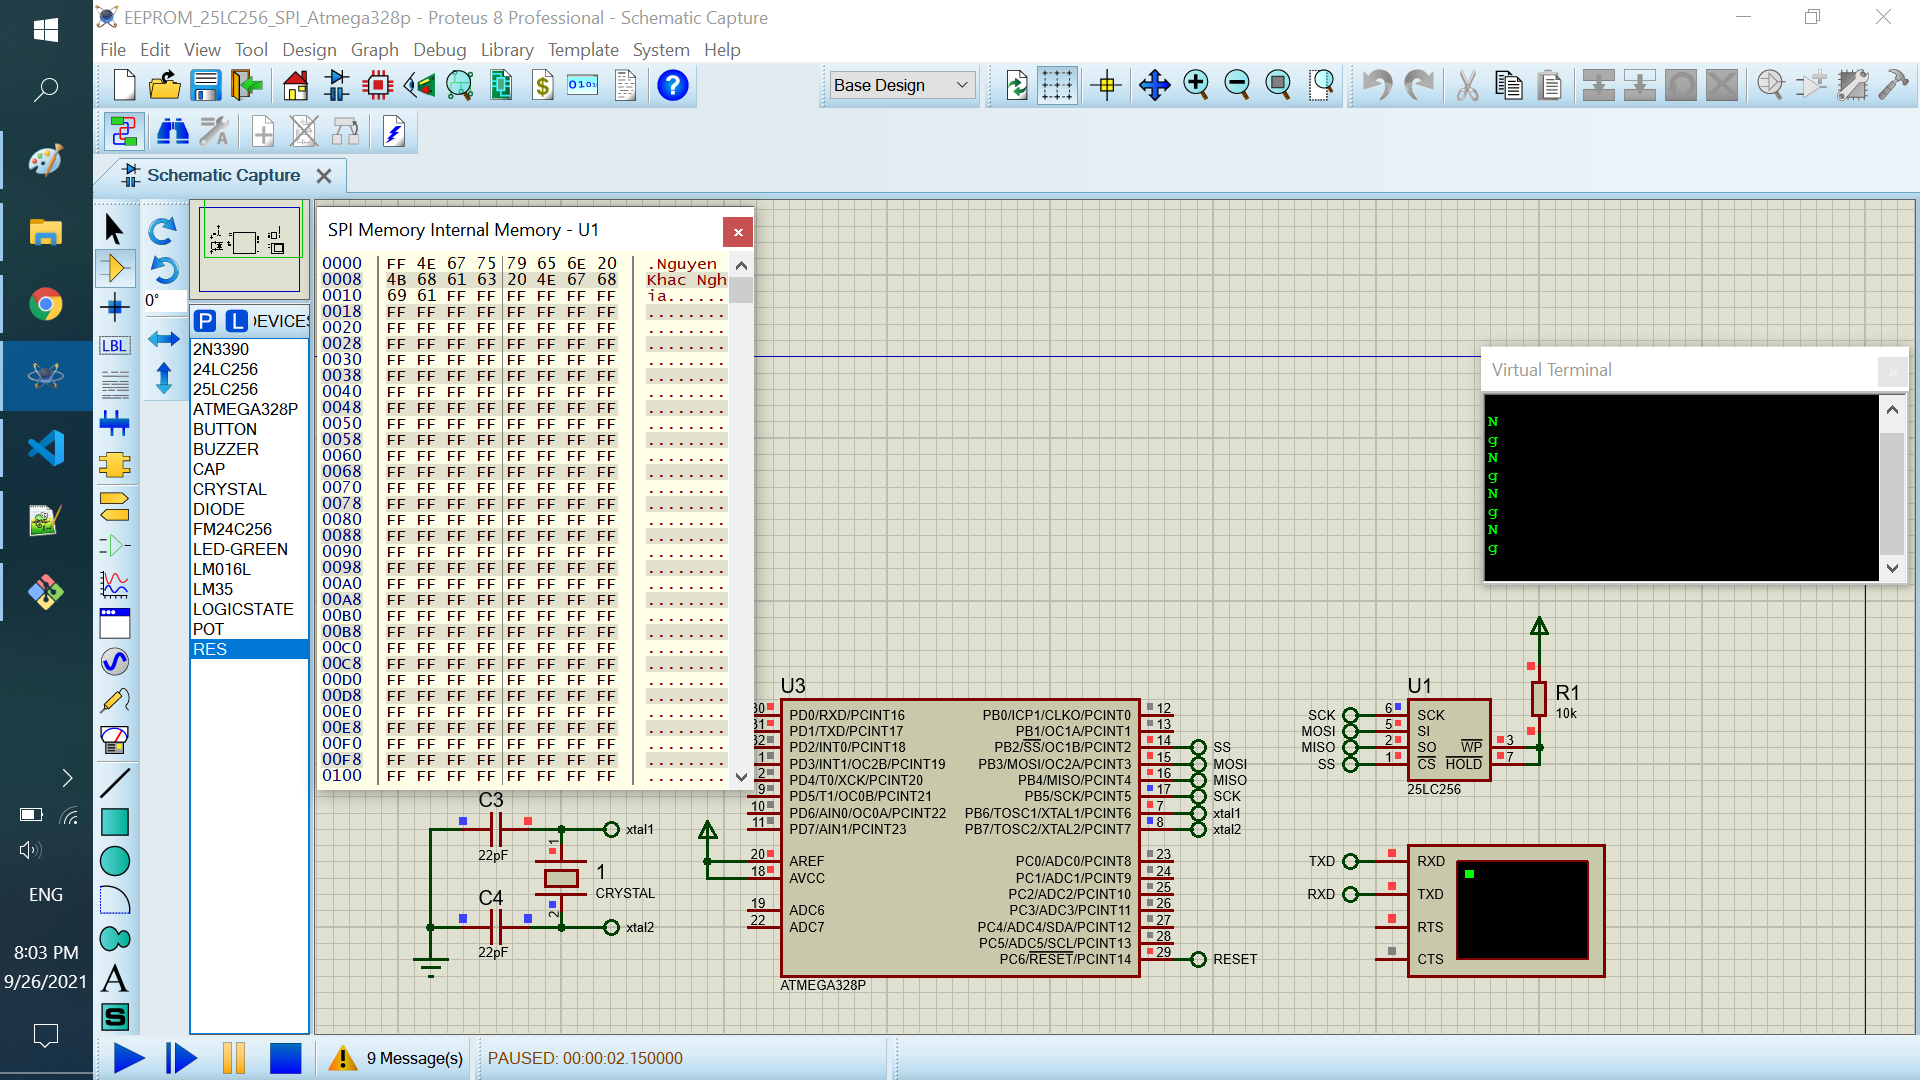 EEPROM_25LC256_SPI_Atmega328p - Proteus 8 Professional - Schematic Capture
File Edit View Tool Design Graph Debug Library Template System Help
Base Design
Schematic Capture
SPI Memory Internal Memory - U1
0000 FF 4E 67 75 79 65 6E 20 .Nguyen
0008 4B 68 61 63 20 4E 67 68 Khac Ngh
0010 69 61 FF FF FF FF FF FF ia......
0018 FF FF FF FF FF FF FF FF ........
0020 FF FF FF FF FF FF FF FF ........
0028 FF FF FF FF FF FF FF FF ........
0030 FF FF FF FF FF FF FF FF ........
0038 FF FF FF FF FF FF FF FF ........
0040 FF FF FF FF FF FF FF FF ........
0048 FF FF FF FF FF FF FF FF ........
0050 FF FF FF FF FF FF FF FF ........
0058 FF FF FF FF FF FF FF FF ........
0060 FF FF FF FF FF FF FF FF ........
0068 FF FF FF FF FF FF FF FF ........
0070 FF FF FF FF FF FF FF FF ........
0078 FF FF FF FF FF FF FF FF ........
0080 FF FF FF FF FF FF FF FF ........
0088 FF FF FF FF FF FF FF FF ........
0090 FF FF FF FF FF FF FF FF ........
0098 FF FF FF FF FF FF FF FF ........
00A0 FF FF FF FF FF FF FF FF ........
00A8 FF FF FF FF FF FF FF FF ........
00B0 FF FF FF FF FF FF FF FF ........
00B8 FF FF FF FF FF FF FF FF ........
00C0 FF FF FF FF FF FF FF FF ........
00C8 FF FF FF FF FF FF FF FF ........
00D0 FF FF FF FF FF FF FF FF ........
00D8 FF FF FF FF FF FF FF FF ........
00E0 FF FF FF FF FF FF FF FF ........
00E8 FF FF FF FF FF FF FF FF ........
00F0 FF FF FF FF FF FF FF FF ........
00F8 FF FF FF FF FF FF FF FF ........
0100 FF FF FF FF FF FF FF FF ........
0°
LBL
P L DEVICES
2N3390
24LC256
25LC256
ATMEGA328P
BUTTON
BUZZER
CAP
CRYSTAL
DIODE
FM24C256
LED-GREEN
LM016L
LM35
LOGICSTATE
POT
RES
A
S
Virtual Terminal
N
g
N
g
N
g
N
g
U3
30 PD0/RXD/PCINT16 PB0/ICP1/CLKO/PCINT0 12
31 PD1/TXD/PCINT17 PB1/OC1A/PCINT1 13
32 PD2/INT0/PCINT18 PB2/SS/OC1B/PCINT2 14 SS
1 PD3/INT1/OC2B/PCINT19 PB3/MOSI/OC2A/PCINT3 15 MOSI
2 PD4/T0/XCK/PCINT20 PB4/MISO/PCINT4 16 MISO
9 PD5/T1/OC0B/PCINT21 PB5/SCK/PCINT5 17 SCK
10 PD6/AIN0/OC0A/PCINT22 PB6/TOSC1/XTAL1/PCINT6 7 xtal1
11 PD7/AIN1/PCINT23 PB7/TOSC2/XTAL2/PCINT7 8 xtal2
20 AREF PC0/ADC0/PCINT8 23
18 AVCC PC1/ADC1/PCINT9 24
PC2/ADC2/PCINT10 25
19 ADC6 PC3/ADC3/PCINT11 26
22 ADC7 PC4/ADC4/SDA/PCINT12 27
PC5/ADC5/SCL/PCINT13 28
PC6/RESET/PCINT14 29 RESET
ATMEGA328P
C3
22pF
xtal1
1
1
CRYSTAL
2
C4
22pF
xtal2
U1
SCK 6 SCK
MOSI 5 SI
MISO 2 SO WP 3
SS 1 CS HOLD 7
25LC256
R1
10k
TXD RXD
RXD TXD
RTS
CTS
ENG
8:03 PM
9/26/2021
9 Message(s) PAUSED: 00:00:02.150000